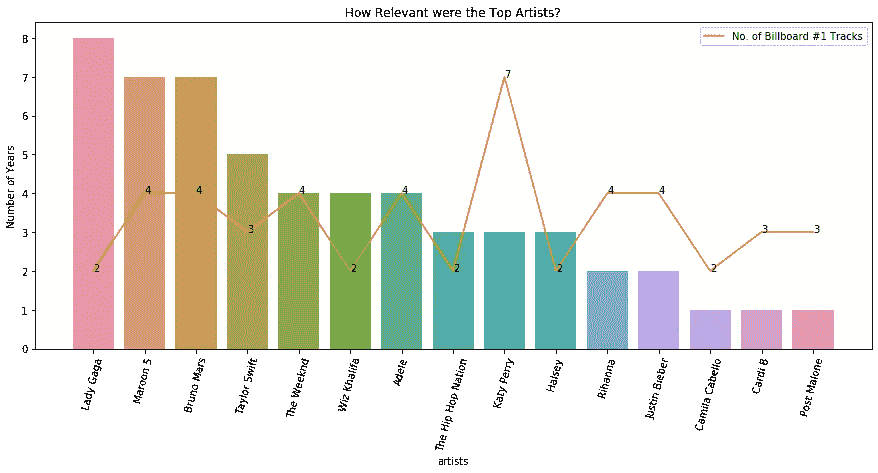 How Relevant were the Top Artists?
No. of Billboard #1 Tracks
Number of Years
8
7
6
5
4
3
2
1
0
2
4
4
3
4
2
4
2
7
2
4
4
2
3
3
Lady Gaga
Maroon 5
Bruno Mars
Taylor Swift
The Weeknd
Wiz Khalifa
Adele
The Hip Hop Nation
Katy Perry
Halsey
Rihanna
Justin Bieber
Camila Cabello
Cardi B
Post Malone
artists